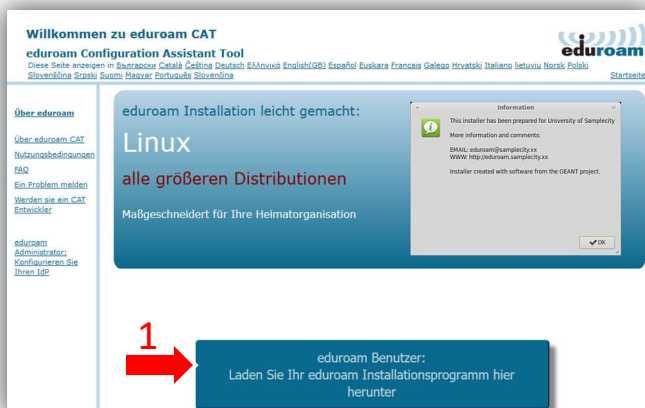 Willkommen zu eduroam CAT
eduroam Configuration Assistant Tool
Diese Seite anzeigen in Български Català Čeština Deutsch Ελληνικά English(GB) Español Euskara Français Galego Hrvatski Italiano lietuvių Norsk Polski
Slovenščina Srpski Suomi Magyar Português Slovenčina
Startseite
eduroam
Über eduroam
Über eduroam CAT
Nutzungsbedingungen
FAQ
Ein Problem melden
Werden sie ein CAT
Entwickler
eduroam
Administrator:
Konfigurieren Sie
Ihren IdP
eduroam Installation leicht gemacht:
Linux
alle größeren Distributionen
Maßgeschneidert für Ihre Heimatorganisation
Information
This installer has been prepared for University of Samplecity
More information and comments:
EMAIL: eduroam@samplecity.xx
WWW: http://eduroam.samplecity.xx
Installer created with software from the GEANT project.
OK
1
eduroam Benutzer:
Laden Sie Ihr eduroam Installationsprogramm hier
herunter